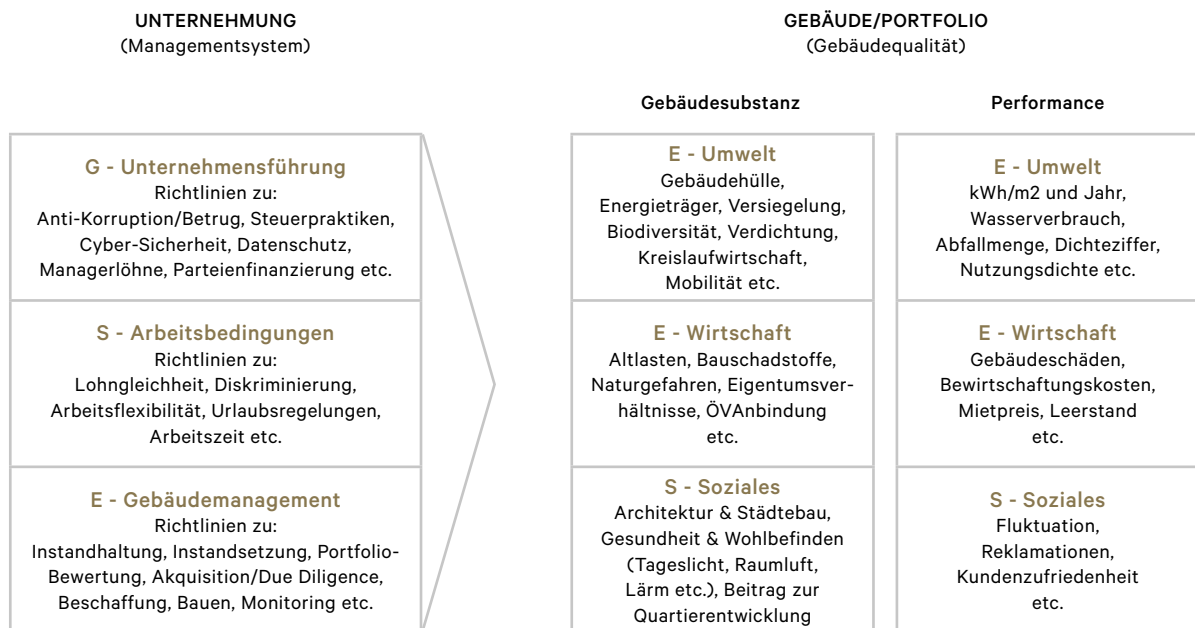 UNTERNEHMUNG
(Managementsystem)
GEBÄUDE/PORTFOLIO
(Gebäudequalität)
Gebäudesubstanz
Performance
G - Unternehmensführung
Richtlinien zu:
Anti-Korruption/Betrug, Steuerpraktiken,
Cyber-Sicherheit, Datenschutz,
Managerlöhne, Parteienfinanzierung etc.
S - Arbeitsbedingungen
Richtlinien zu:
Lohngleichheit, Diskriminierung,
Arbeitsflexibilität, Urlaubsregelungen,
Arbeitszeit etc.
E - Gebäudemanagement
Richtlinien zu:
Instandhaltung, Instandsetzung, Portfolio-
Bewertung, Akquisition/Due Diligence,
Beschaffung, Bauen, Monitoring etc.
E - Umwelt
Gebäudehülle,
Energieträger, Versiegelung,
Biodiversität, Verdichtung,
Kreislaufwirtschaft,
Mobilität etc.
E - Wirtschaft
Altlasten, Bauschadstoffe,
Naturgefahren, Eigentumsver-
hältnisse, ÖVAnbindung
etc.
S - Soziales
Architektur & Städtebau,
Gesundheit & Wohlbefinden
(Tageslicht, Raumluft,
Lärm etc.), Beitrag zur
Quartierentwicklung
E - Umwelt
kWh/m2 und Jahr,
Wasserverbrauch,
Abfallmenge, Dichteziffer,
Nutzungsdichte etc.
E - Wirtschaft
Gebäudeschäden,
Bewirtschaftungskosten,
Mietpreis, Leerstand
etc.
S - Soziales
Fluktuation,
Reklamationen,
Kundenzufriedenheit
etc.